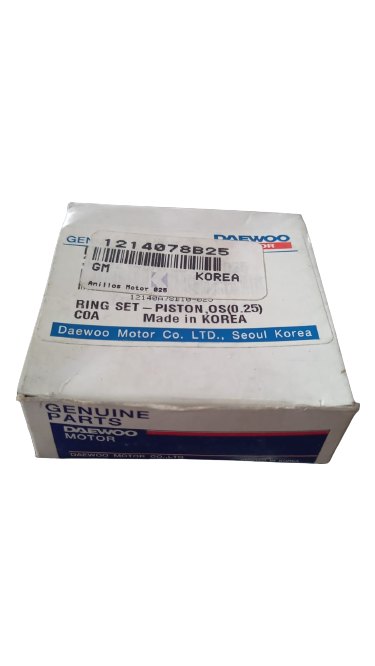 DAEWOO
1214078B25
GM
KOREA
Anillos Motor 025
RING SET-PISTON,OS(0.25)
COA Made in KOREA
Daewoo Motor Co. LTD., Seoul Korea
GENUINE
PARTS
DAEWOO
MOTOR
DAEWOO MOTOR CO.,LTD